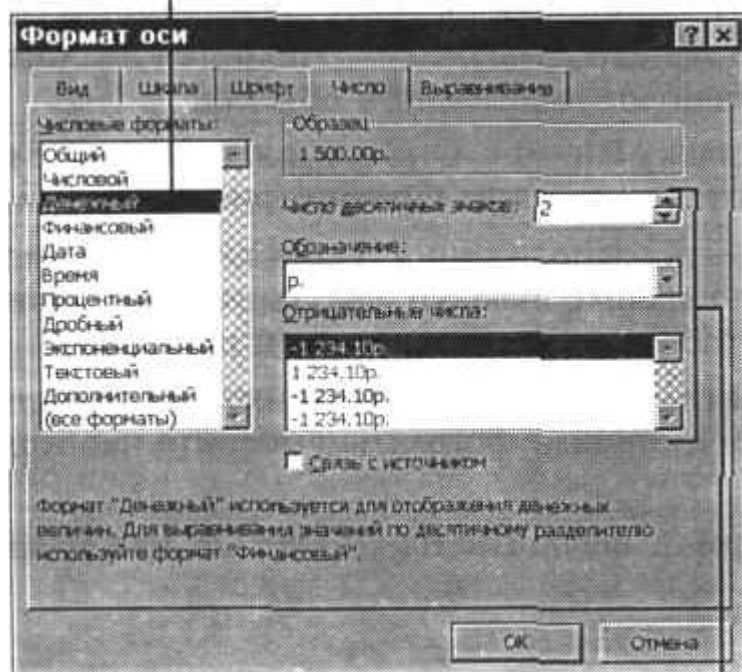 Формат оси
Вид Шкала Шрифт Число Выравнивание
Числовые форматы:
Общий
Числовой
Денежный
Финансовый
Дата
Время
Процентный
Дробный
Экспоненциальный
Текстовый
Дополнительный
(все форматы)
Образец
1 500.00р.
Число десятичных знаков: 2
Обозначение:
р.
Отрицательные числа:
-1 234.10р.
1 234.10р.
-1 234.10р.
-1 234.10р.
Связь с источником
Формат "Денежный" используется для отображения денежных
величин. Для выравнивания значений по десятичному разделителю
используйте формат "Финансовый".
ОК Отмена